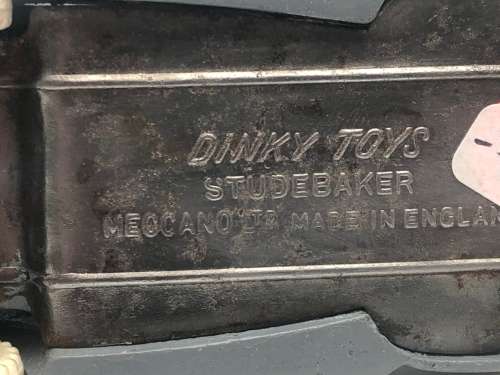 DINKY TOYS
STUDEBAKER
MECCANO LTD MADE IN ENGLAN